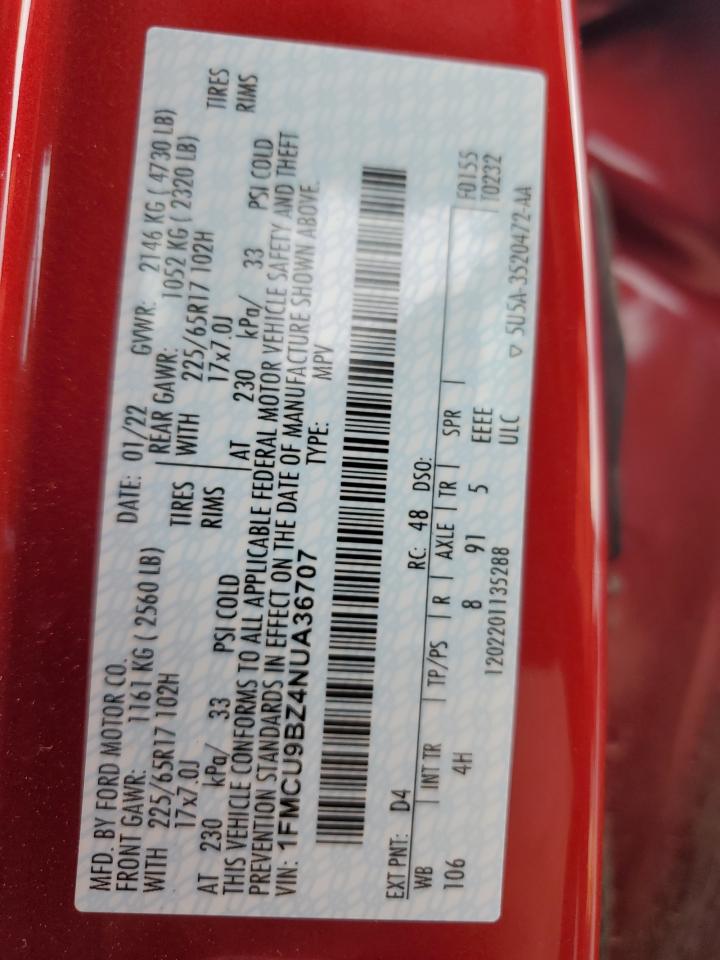 MFD. BY FORD MOTOR CO. DATE: 01/22 GVWR: 2146 KG ( 4730 LB)
FRONT GAWR: 1161 KG ( 2560 LB) REAR GAWR: 1052 KG ( 2320 LB)
WITH 225/65R17 102H TIRES WITH 225/65R17 102H TIRES
17x7.0J RIMS 17x7.0J RIMS
AT 230 kPa/ 33 PSI COLD AT 230 kPa/ 33 PSI COLD
THIS VEHICLE CONFORMS TO ALL APPLICABLE FEDERAL MOTOR VEHICLE SAFETY AND THEFT
PREVENTION STANDARDS IN EFFECT ON THE DATE OF MANUFACTURE SHOWN ABOVE.
VIN: 1FMCU9BZ4NUA36707 TYPE: MPV
EXT PNT: D4 RC: 48 DSO:
WB INT TR TP/PS R AXLE TR SPR F0155
106 4H 8 91 5 EEEE T0232
1202201135288 ULC
▽ 5U5A-3520472-AA